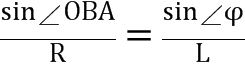 sin∠OBA / R = sin∠φ / L